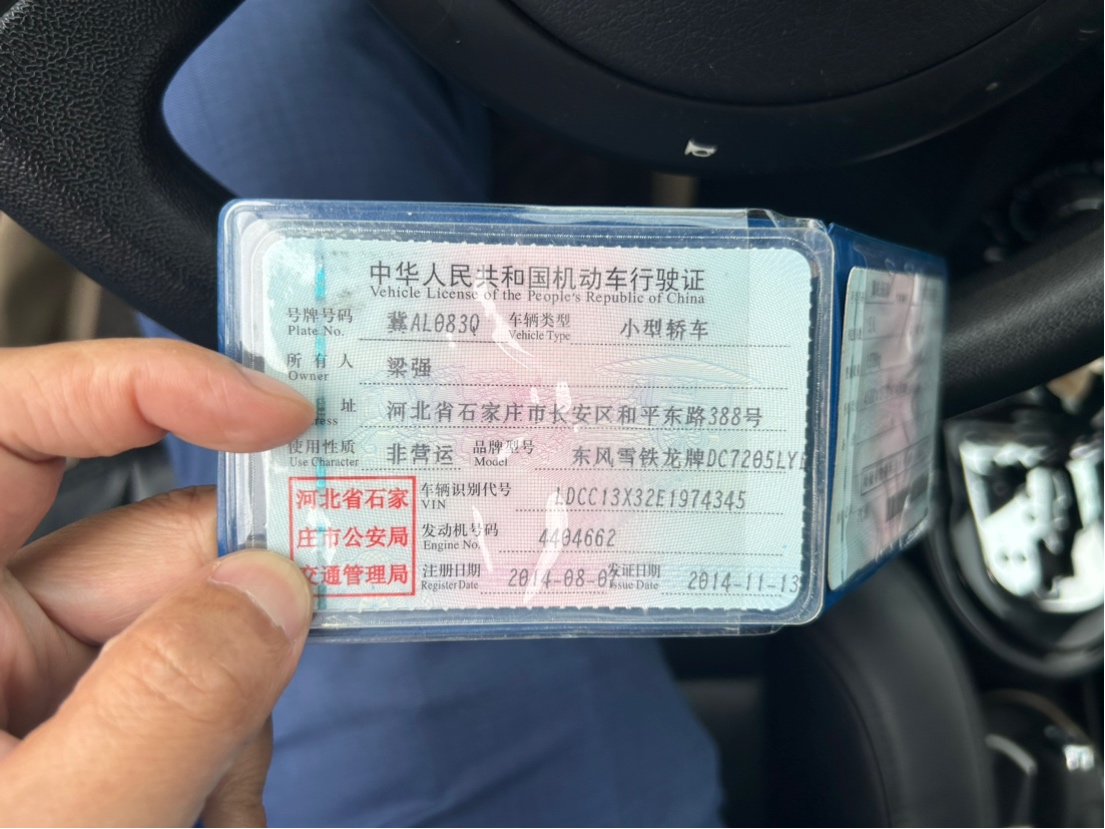 中华人民共和国机动车行驶证
Vehicle License of the People's Republic of China
号牌号码 冀AL083Q 车辆类型 小型轿车
Plate No. Vehicle Type
所有人 梁强
Owner
址 河北省石家庄市长安区和平东路388号
ress
使用性质 非营运 品牌型号 东风雪铁龙牌DC7205LY
Use Character Model
河北省石家
庄市公安局
交通管理局
车辆识别代号 LDCC13X32E1974345
VIN
发动机号码 4404662
Engine No.
注册日期 2014-08-07 发证日期 2014-11-13
Register Date Issue Date